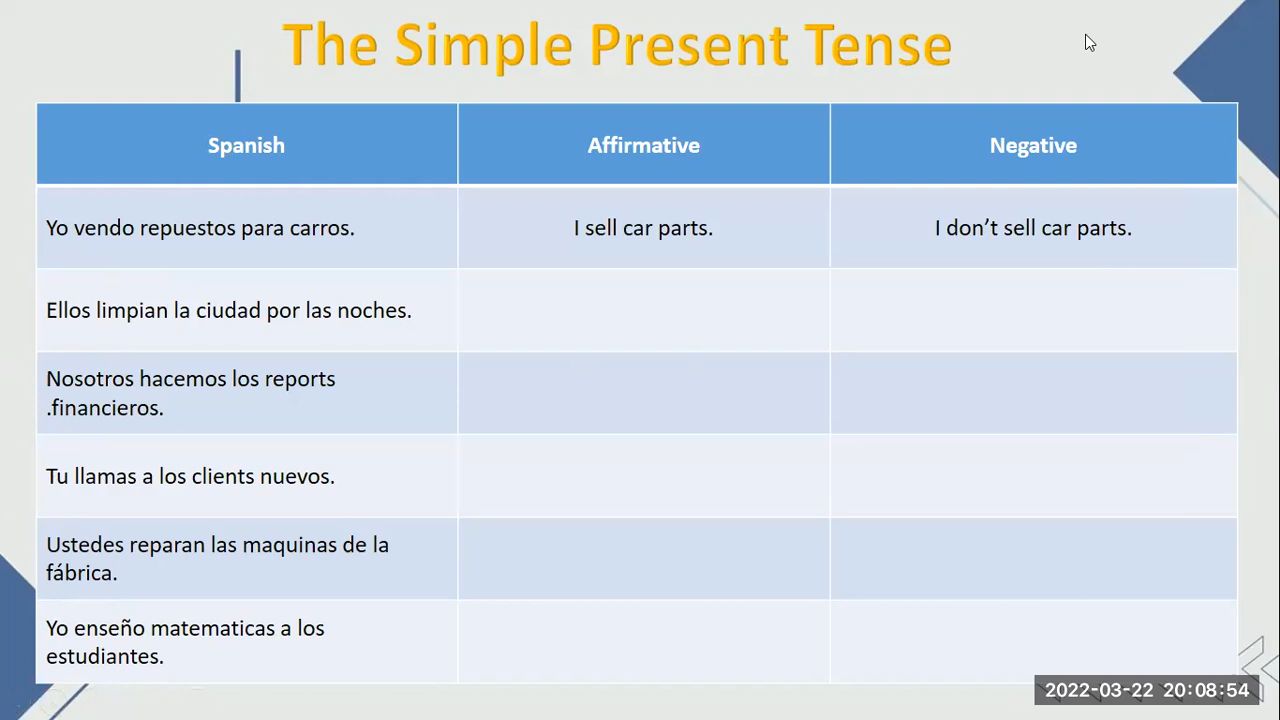 The Simple Present Tense
Spanish
Affirmative
Negative
Yo vendo repuestos para carros.
I sell car parts.
I don’t sell car parts.
Ellos limpian la ciudad por las noches.
Nosotros hacemos los reports
.financieros.
Tu llamas a los clients nuevos.
Ustedes reparan las maquinas de la
fábrica.
Yo enseño matematicas a los
estudiantes.
2022-03-22 20:08:54